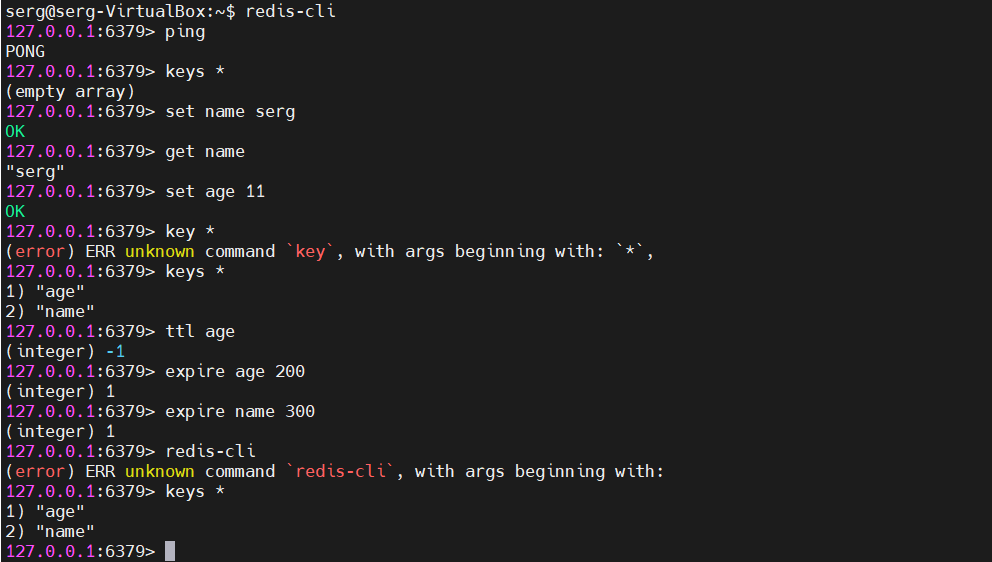 serg@serg-VirtualBox:~$ redis-cli
127.0.0.1:6379> ping
PONG
127.0.0.1:6379> keys *
(empty array)
127.0.0.1:6379> set name serg
OK
127.0.0.1:6379> get name
"serg"
127.0.0.1:6379> set age 11
OK
127.0.0.1:6379> key *
(error) ERR unknown command `key`, with args beginning with: `*`,
127.0.0.1:6379> keys *
1) "age"
2) "name"
127.0.0.1:6379> ttl age
(integer) -1
127.0.0.1:6379> expire age 200
(integer) 1
127.0.0.1:6379> expire name 300
(integer) 1
127.0.0.1:6379> redis-cli
(error) ERR unknown command `redis-cli`, with args beginning with:
127.0.0.1:6379> keys *
1) "age"
2) "name"
127.0.0.1:6379>